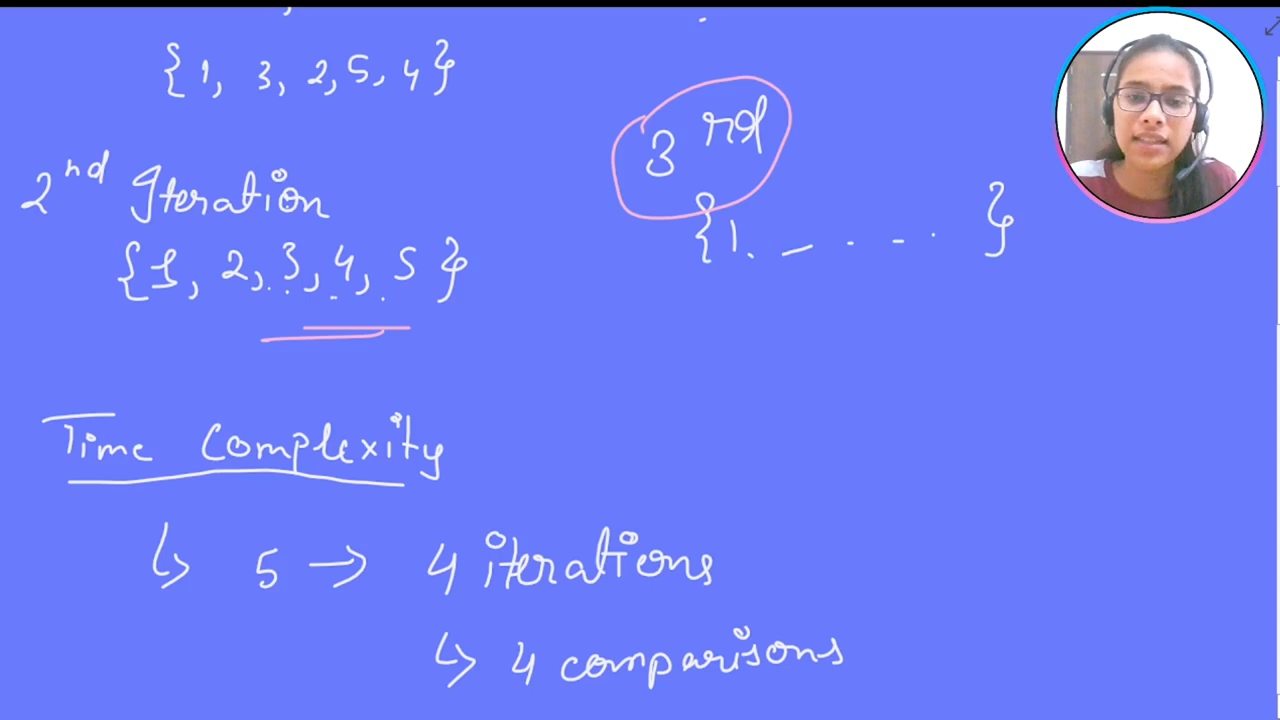 {1, 3, 2, 5, 4}
2nd Iteration
{1, 2, 3, 4, 5}
3rd
{1. _ . - . }
Time Complexity
↳ 5 → 4 iterations
↳ 4 comparisons